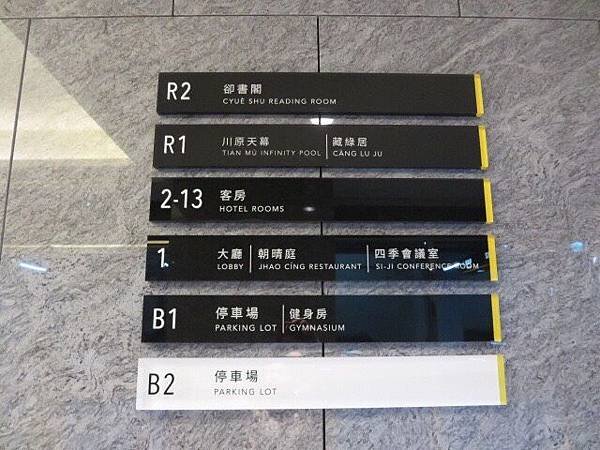 R2
卻書閣
CYUÈ SHU READING ROOM
R1
川原天幕
TIAN MÙ INFINITY POOL
藏綠居
CÁNG LU JU
2-13
客房
HOTEL ROOMS
1
大廳
LOBBY
朝晴庭
JHAO CÍNG RESTAURANT
四季會議室
SI-JI CONFERENCE ROOM
B1
停車場
PARKING LOT
健身房
GYMNASIUM
B2
停車場
PARKING LOT